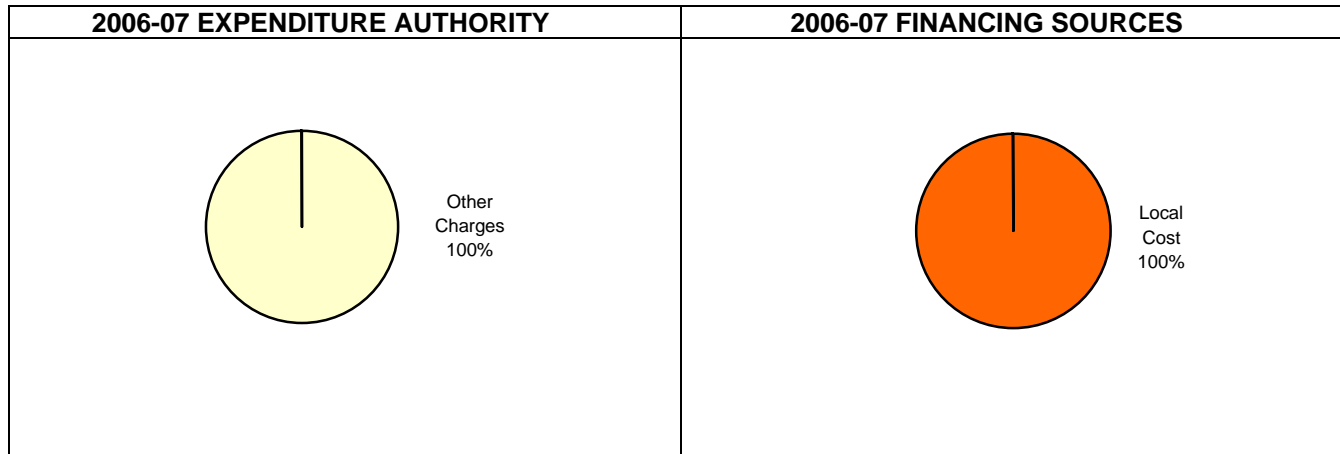 2006-07 EXPENDITURE AUTHORITY
2006-07 FINANCING SOURCES
Other
Charges
100%
Local
Cost
100%